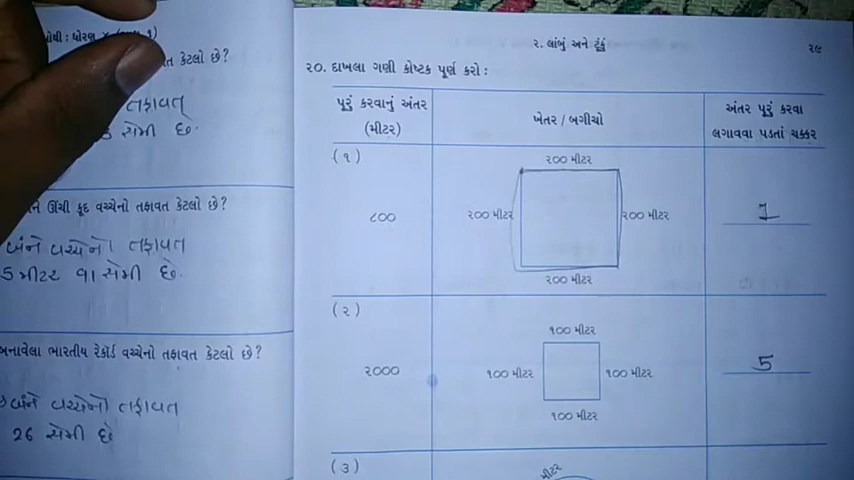 કેટલો છે?
તફાવત
સેમી છે.
ઊંચી કૂદ વચ્ચેનો તફાવત કેટલો છે?
બંને વચ્ચેનો તફાવત
5 મીટર 91 સેમી છે.
બનાવેલા ભારતીય રેકોર્ડ વચ્ચેનો તફાવત કેટલો છે?
બંને વચ્ચેનો તફાવત
26 સેમી છે
૨. લાંબું અને ટૂંકું
૨૯
૨૦. દાખલા ગણી કોષ્ટક પૂર્ણ કરો :
પૂરું કરવાનું અંતર
(મીટર)
ખેતર / બગીચો
અંતર પૂરું કરવા
લગાવવા પડતાં ચક્કર
(૧)
૨૦૦ મીટર
૮૦૦
૨૦૦ મીટર
૨૦૦ મીટર
1
૨૦૦ મીટર
(૨)
૧૦૦ મીટર
૨૦૦૦
૧૦૦ મીટર
૧૦૦ મીટર
5
૧૦૦ મીટર
(૩)
મીટર